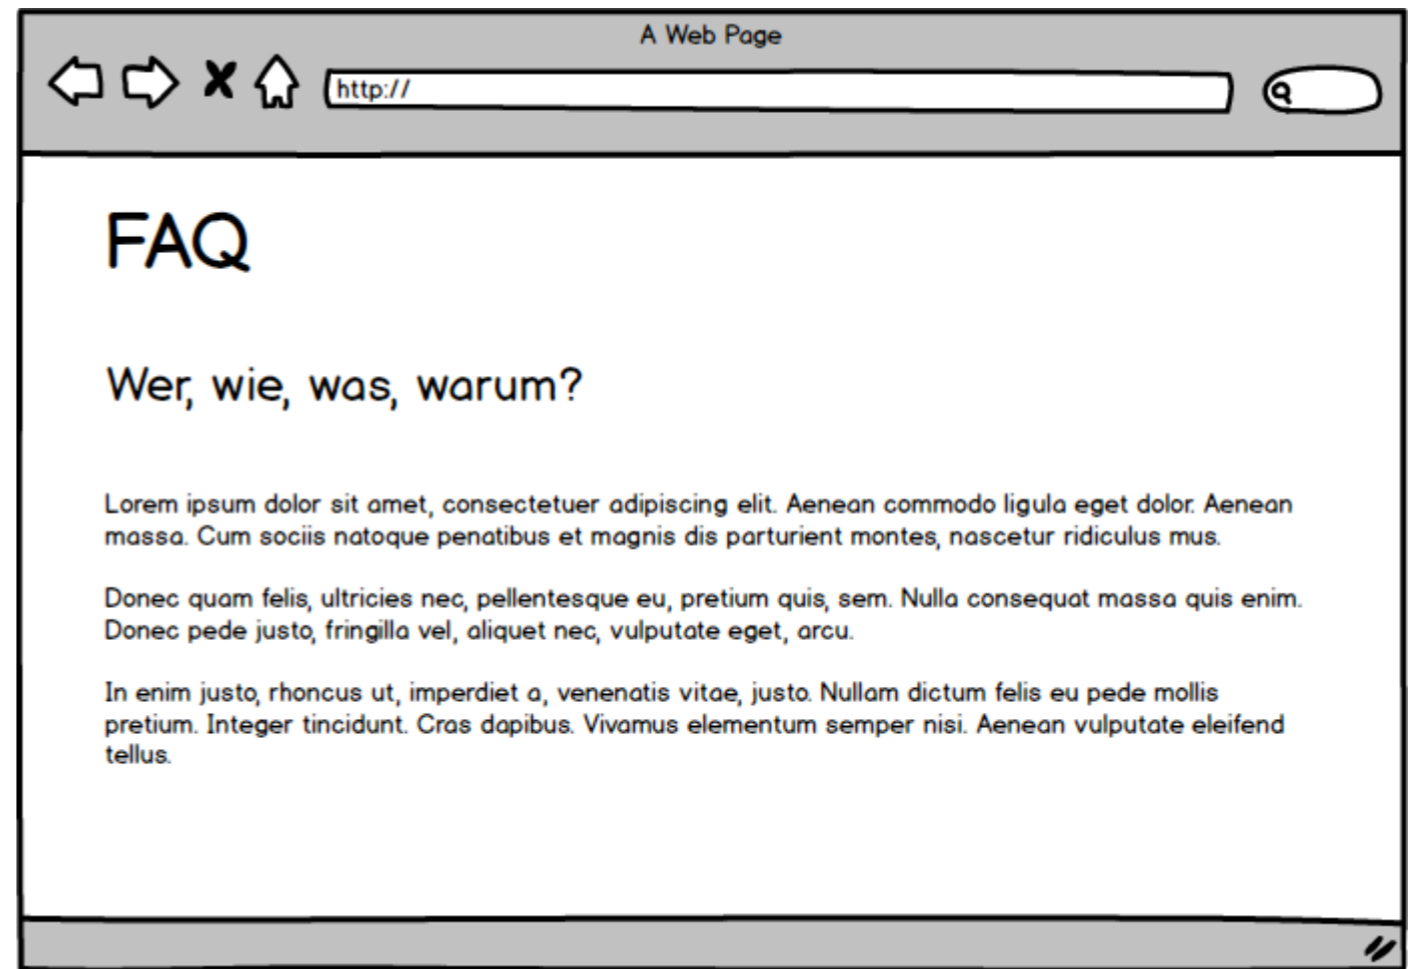 A Web Page
http://
FAQ
Wer, wie, was, warum?
Lorem ipsum dolor sit amet, consectetuer adipiscing elit. Aenean commodo ligula eget dolor. Aenean
massa. Cum sociis natoque penatibus et magnis dis parturient montes, nascetur ridiculus mus.
Donec quam felis, ultricies nec, pellentesque eu, pretium quis, sem. Nulla consequat massa quis enim.
Donec pede justo, fringilla vel, aliquet nec, vulputate eget, arcu.
In enim justo, rhoncus ut, imperdiet a, venenatis vitae, justo. Nullam dictum felis eu pede mollis
pretium. Integer tincidunt. Cras dapibus. Vivamus elementum semper nisi. Aenean vulputate eleifend
tellus.